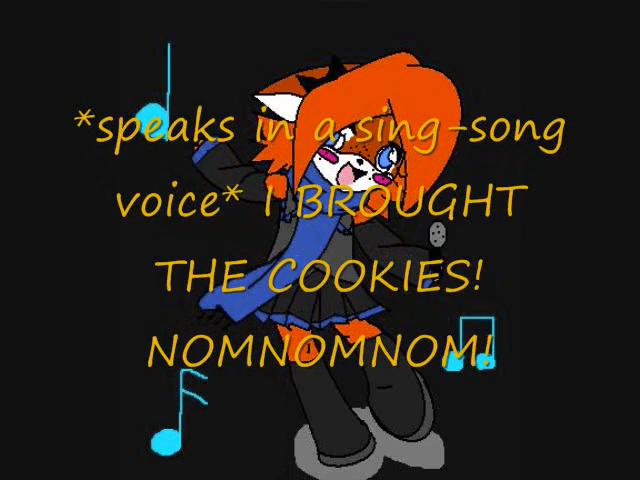 *speaks in a sing-song
voice* I BROUGHT
THE COOKIES!
NOMNOMNOM!